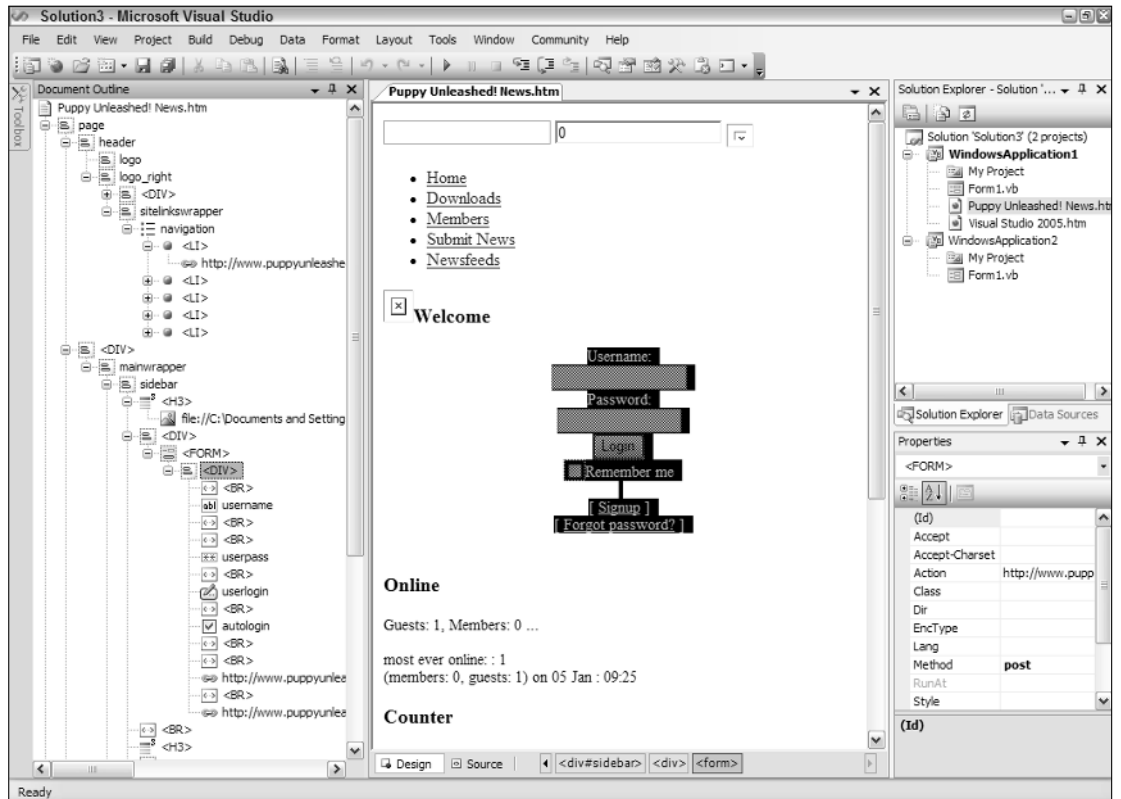 Solution3 - Microsoft Visual Studio
File Edit View Project Build Debug Data Format Layout Tools Window Community Help
Toolbox
Document Outline
Puppy Unleashed! News.htm
page
header
logo
logo_right
<DIV>
sitelinkswrapper
navigation
<LI>
http://www.puppyunleashe
<LI>
<LI>
<LI>
<LI>
<DIV>
mainwrapper
sidebar
<H3>
file://C:\Documents and Setting
<DIV>
<FORM>
<DIV>
<BR>
username
<BR>
<BR>
userpass
<BR>
userlogin
<BR>
autologin
<BR>
<BR>
http://www.puppyunlea
<BR>
http://www.puppyunlea
<BR>
<H3>
Puppy Unleashed! News.htm
0
Home
Downloads
Members
Submit News
Newsfeeds
Welcome
Username:
Password:
Login
Remember me
[ Signup ]
[ Forgot password? ]
Online
Guests: 1, Members: 0 ...
most ever online: : 1
(members: 0, guests: 1) on 05 Jan : 09:25
Counter
Design Source <div#sidebar> <div> <form>
Solution Explorer - Solution '...
Solution 'Solution3' (2 projects)
WindowsApplication1
My Project
Form1.vb
Puppy Unleashed! News.htm
Visual Studio 2005.htm
WindowsApplication2
My Project
Form1.vb
Solution Explorer Data Sources
Properties
<FORM>
(Id)
Accept
Accept-Charset
Action http://www.pupp
Class
Dir
EncType
Lang
Method post
RunAt
Style
(Id)
Ready